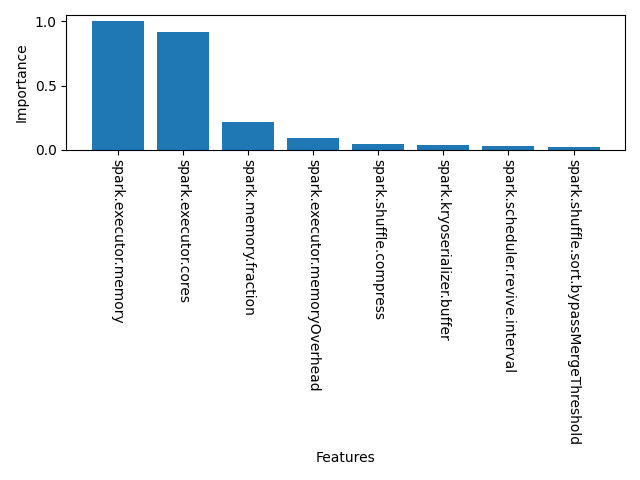 1.0
0.5
0.0
Importance
spark.executor.memory
spark.executor.cores
spark.memory.fraction
spark.executor.memoryOverhead
spark.shuffle.compress
spark.kryoserializer.buffer
spark.scheduler.revive.interval
spark.shuffle.sort.bypassMergeThreshold
Features